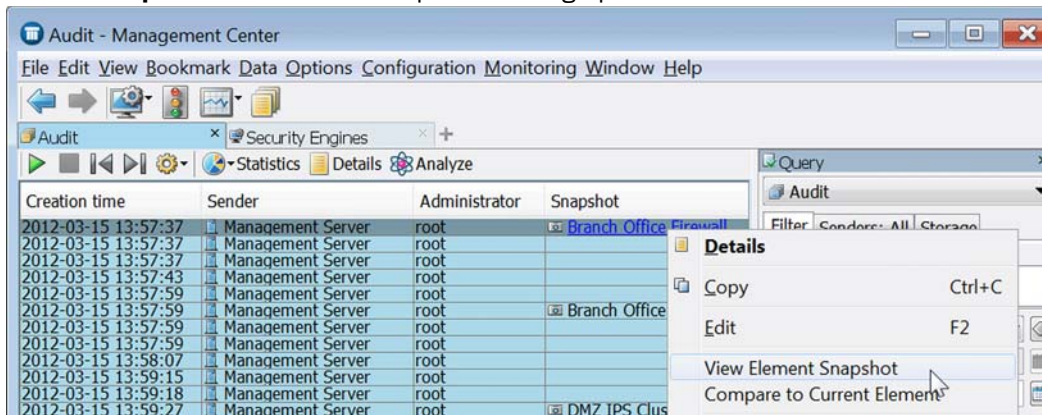 Audit - Management Center
File Edit View Bookmark Data Options Configuration Monitoring Window Help
Audit
Security Engines
Statistics Details Analyze
Query
Audit
Filter Senders: All Storage
Creation time Sender Administrator Snapshot
2012-03-15 13:57:37 Management Server root Branch Office Firewall
2012-03-15 13:57:37 Management Server root
2012-03-15 13:57:37 Management Server root
2012-03-15 13:57:43 Management Server root
2012-03-15 13:57:59 Management Server root
2012-03-15 13:57:59 Management Server root Branch Office
2012-03-15 13:57:59 Management Server root
2012-03-15 13:57:59 Management Server root
2012-03-15 13:58:07 Management Server root
2012-03-15 13:59:15 Management Server root
2012-03-15 13:59:18 Management Server root
2012-03-15 13:59:27 Management Server root DMZ IPS Clus
Details
Copy Ctrl+C
Edit F2
View Element Snapshot
Compare to Current Element